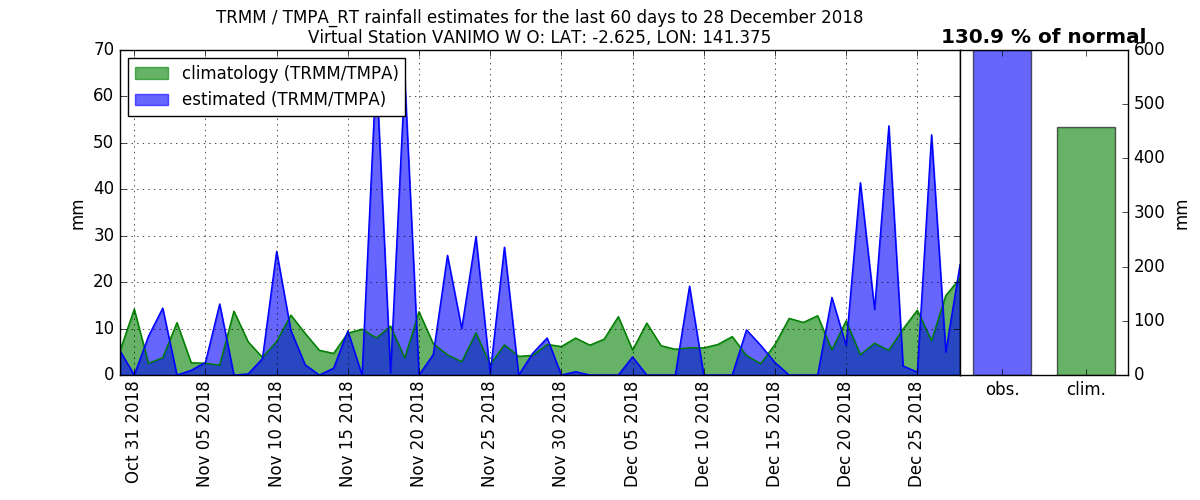 TRMM / TMPA_RT rainfall estimates for the last 60 days to 28 December 2018
Virtual Station VANIMO W O: LAT: -2.625, LON: 141.375
130.9 % of normal
climatology (TRMM/TMPA)
estimated (TRMM/TMPA)
70
60
50
40
30
20
10
0
mm
600
500
400
300
200
100
0
mm
Oct 31 2018
Nov 05 2018
Nov 10 2018
Nov 15 2018
Nov 20 2018
Nov 25 2018
Nov 30 2018
Dec 05 2018
Dec 10 2018
Dec 15 2018
Dec 20 2018
Dec 25 2018
obs.
clim.